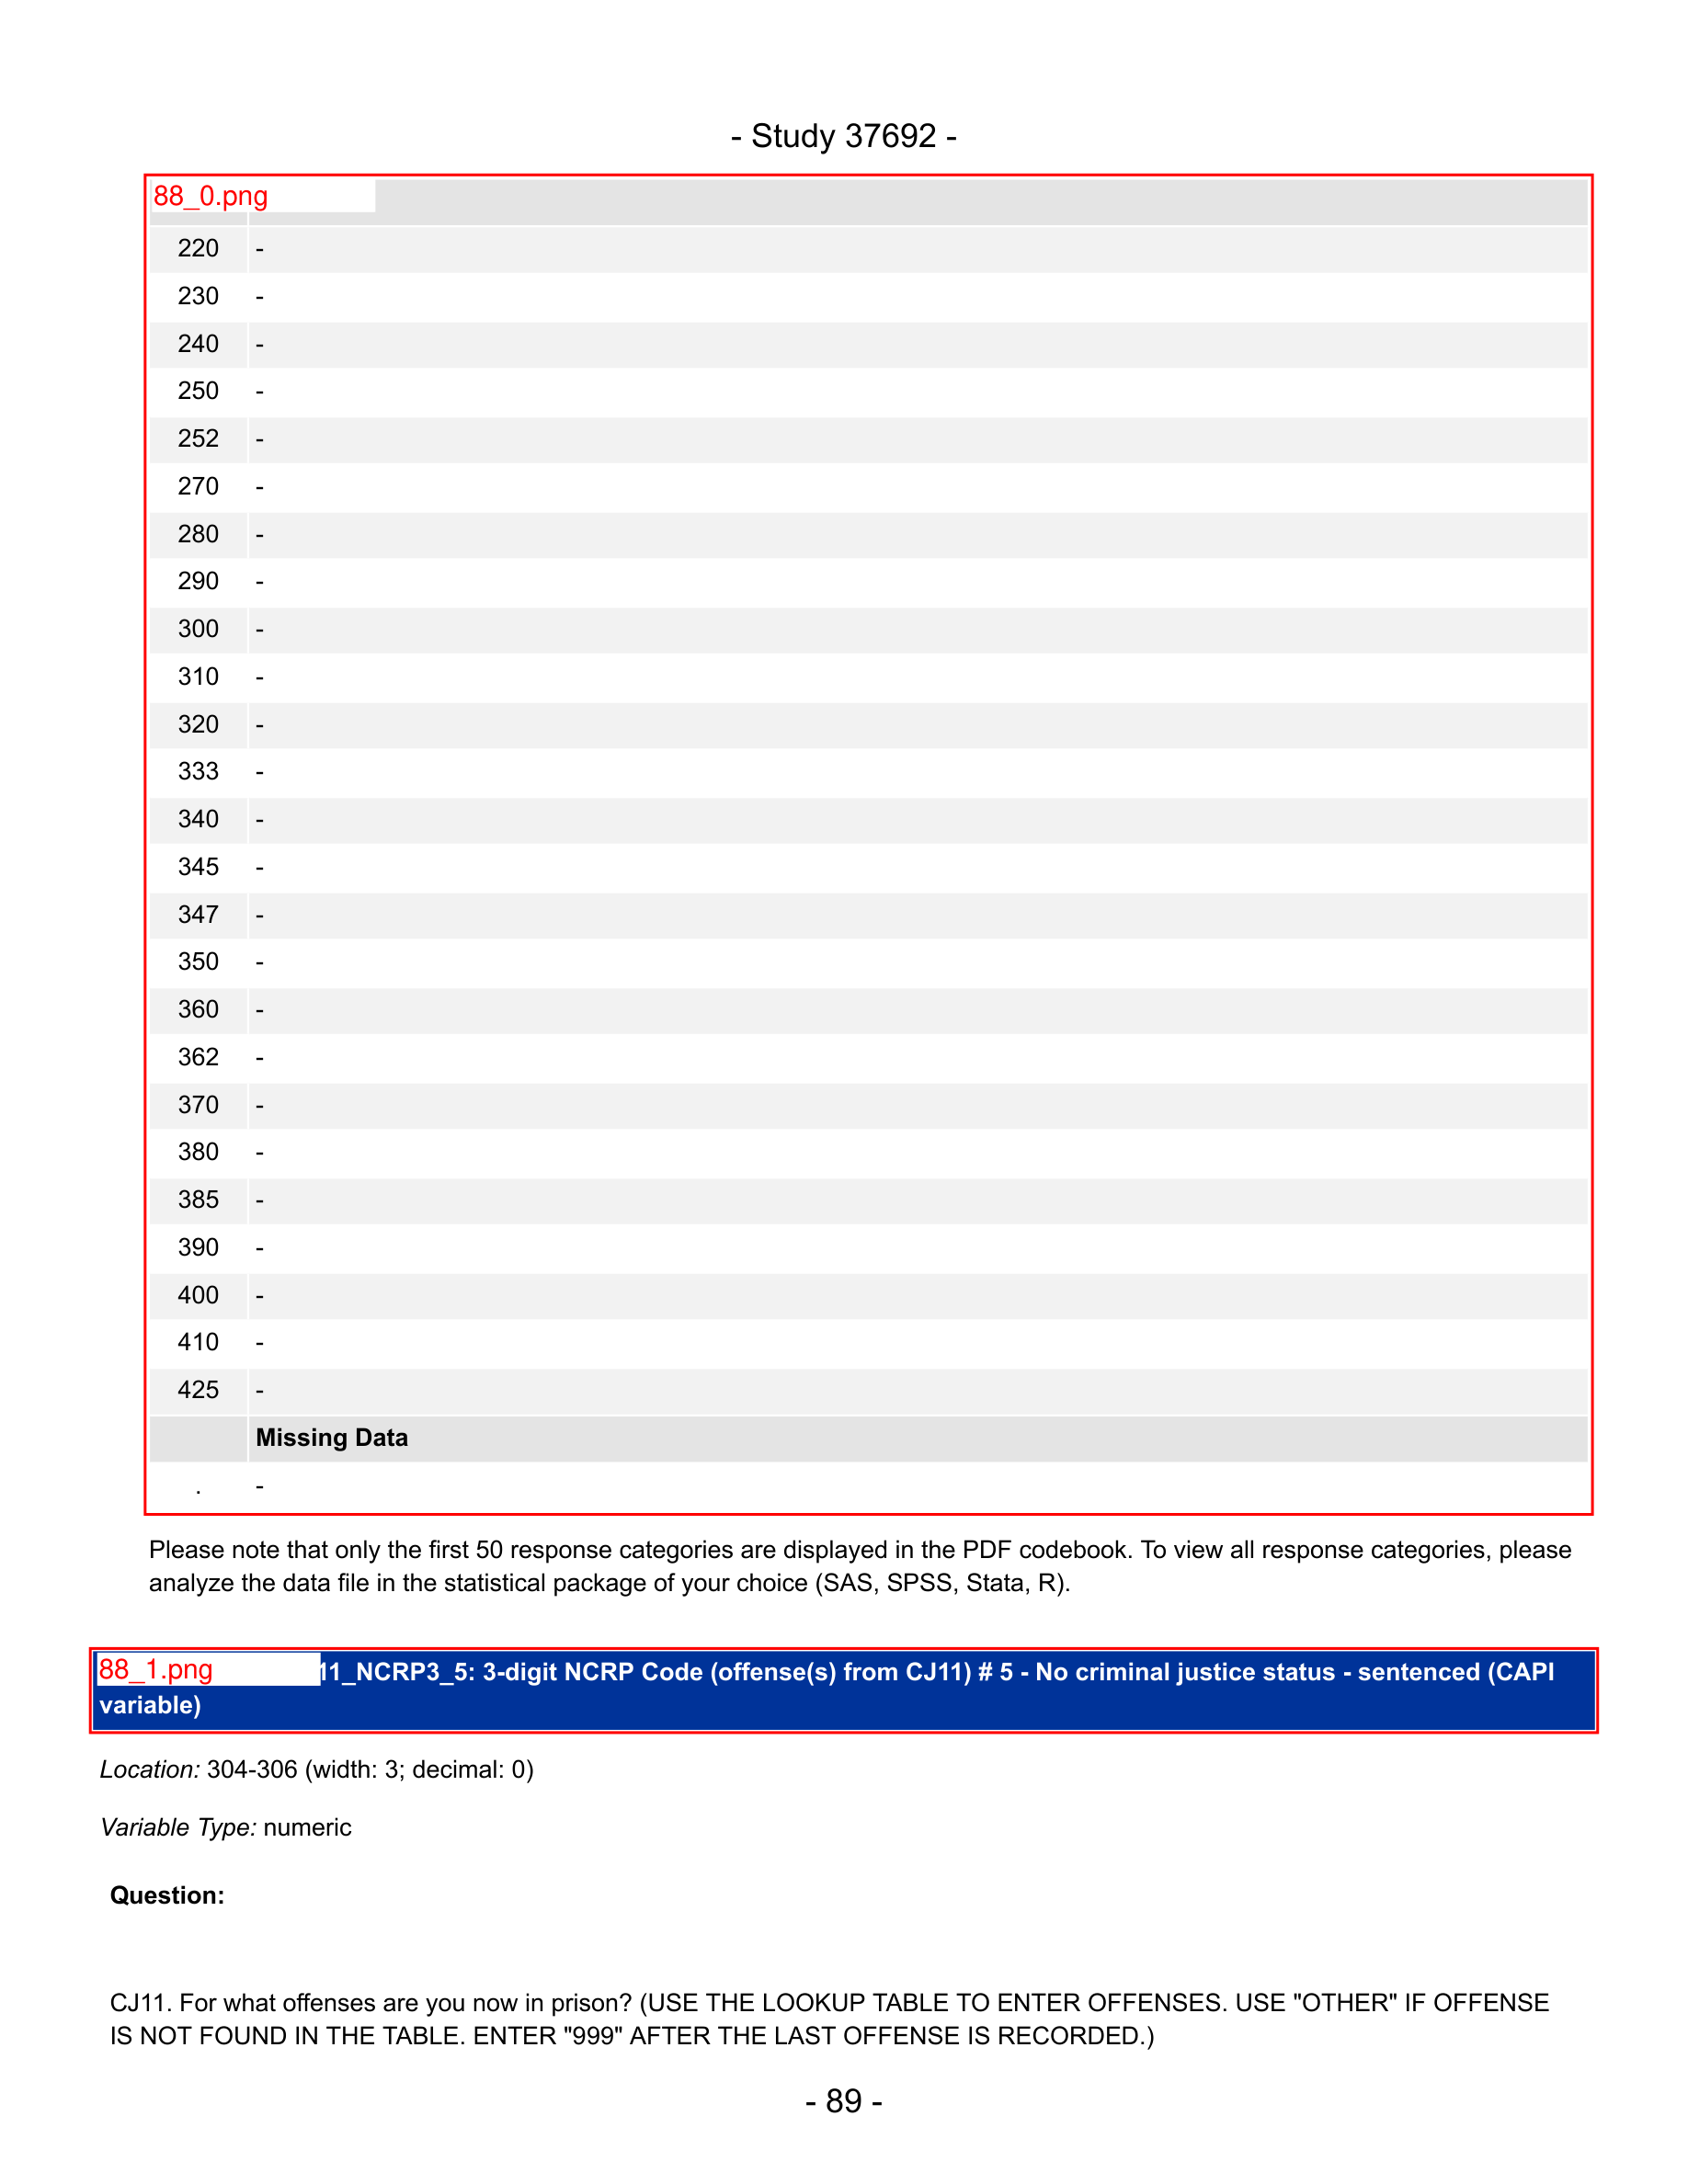 - Study 37692 -
88_0.png
220 -
230 -
240 -
250 -
252 -
270 -
280 -
290 -
300 -
310 -
320 -
333 -
340 -
345 -
347 -
350 -
360 -
362 -
370 -
380 -
385 -
390 -
400 -
410 -
425 -
Missing Data
. -
Please note that only the first 50 response categories are displayed in the PDF codebook. To view all response categories, please
analyze the data file in the statistical package of your choice (SAS, SPSS, Stata, R).
88_1.png 11_NCRP3_5: 3-digit NCRP Code (offense(s) from CJ11) # 5 - No criminal justice status - sentenced (CAPI
variable)
Location: 304-306 (width: 3; decimal: 0)
Variable Type: numeric
Question:
CJ11. For what offenses are you now in prison? (USE THE LOOKUP TABLE TO ENTER OFFENSES. USE "OTHER" IF OFFENSE
IS NOT FOUND IN THE TABLE. ENTER "999" AFTER THE LAST OFFENSE IS RECORDED.)
- 89 -